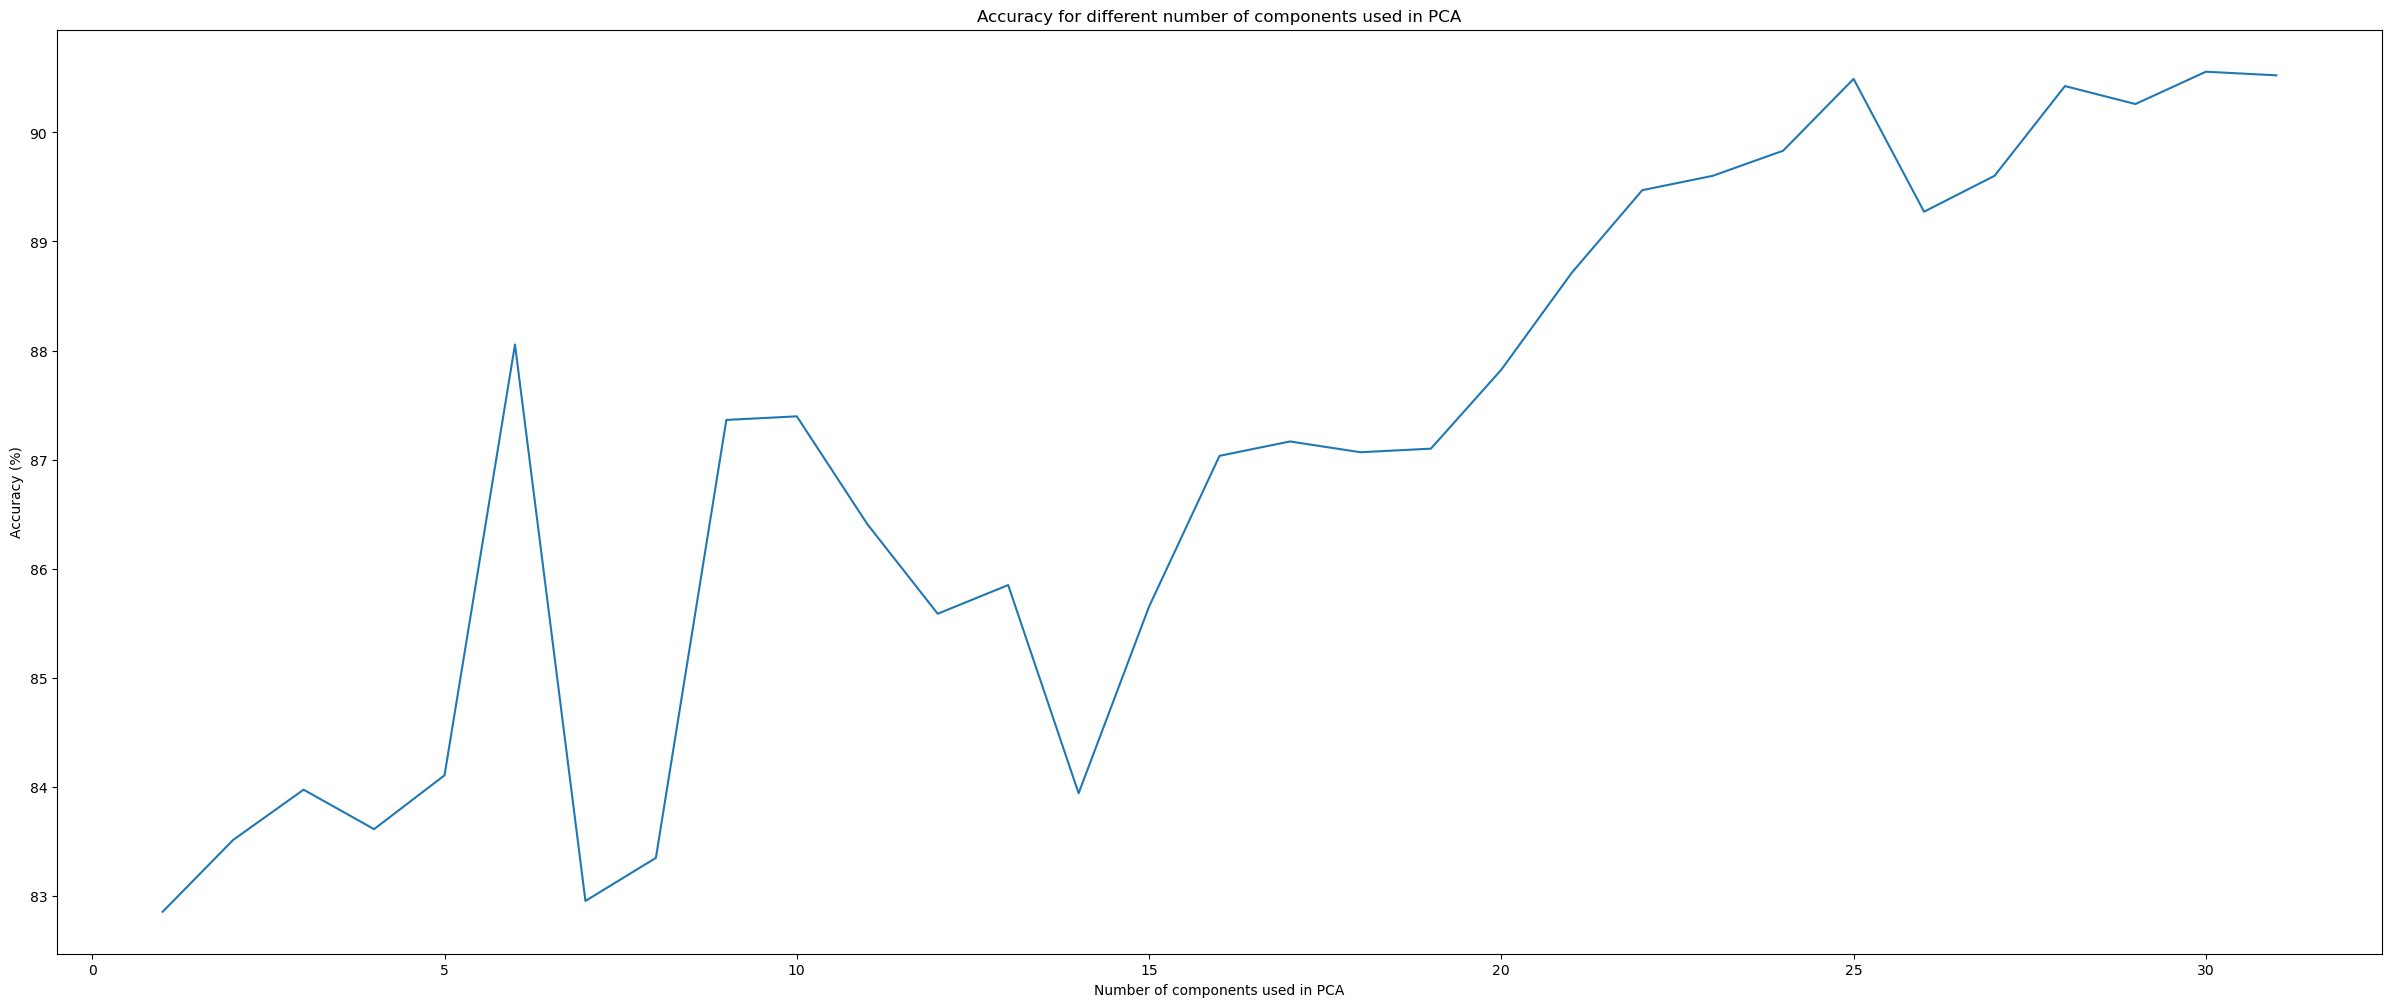 Accuracy for different number of components used in PCA
90
89
88
87
86
85
84
83
Accuracy (%)
0 5 10 15 20 25 30
Number of components used in PCA